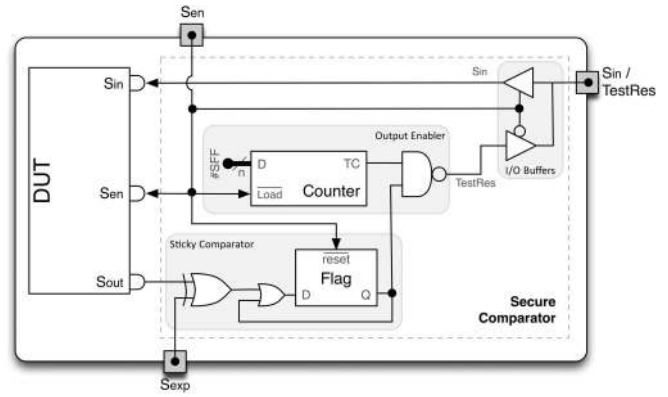 Sen
Sin
Sin
Sin /
TestRes
Output Enabler
#SFF
n
D
TC
Load
Counter
TestRes
I/O Buffers
DUT
Sen
Sticky Comparator
reset
Flag
D
Q
Sout
Secure
Comparator
Sexp